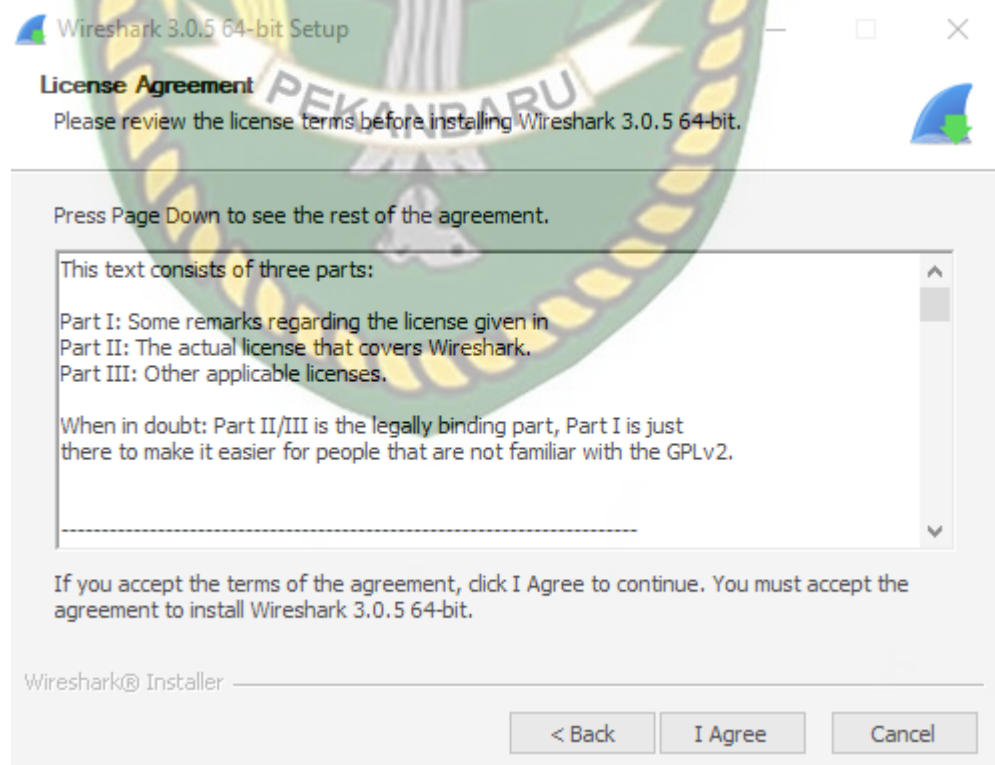 Wireshark 3.0.5 64-bit Setup
License Agreement
PEKANBARU
Please review the license terms before installing Wireshark 3.0.5 64-bit.
Press Page Down to see the rest of the agreement.
This text consists of three parts:
Part I: Some remarks regarding the license given in
Part II: The actual license that covers Wireshark.
Part III: Other applicable licenses.
When in doubt: Part II/III is the legally binding part, Part I is just
there to make it easier for people that are not familiar with the GPLv2.
------------------------------------------------------------------------
If you accept the terms of the agreement, click I Agree to continue. You must accept the
agreement to install Wireshark 3.0.5 64-bit.
Wireshark® Installer
< Back
I Agree
Cancel